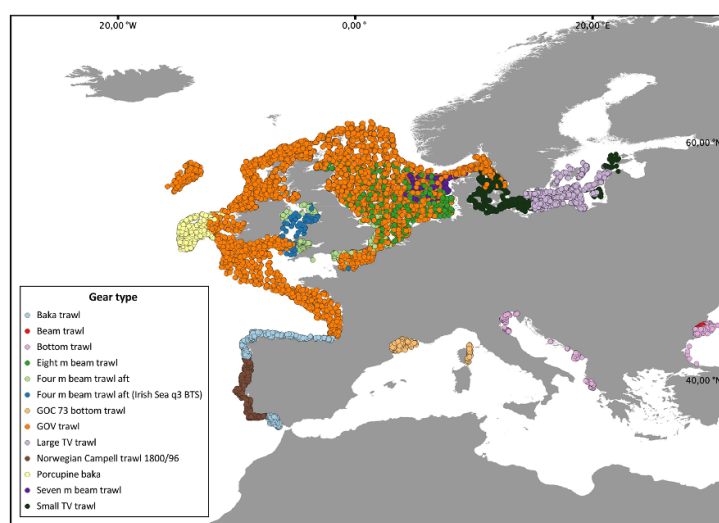 20,00 °W
0,00 °
20,00 °E
60,00 °N
40,00 °N
Gear type
Baka trawl
Beam trawl
Bottom trawl
Eight m beam trawl
Four m beam trawl aft
Four m beam trawl aft (Irish Sea q3 BTS)
GOC 73 bottom trawl
GOV trawl
Large TV trawl
Norwegian Campell trawl 1800/96
Porcupine baka
Seven m beam trawl
Small TV trawl